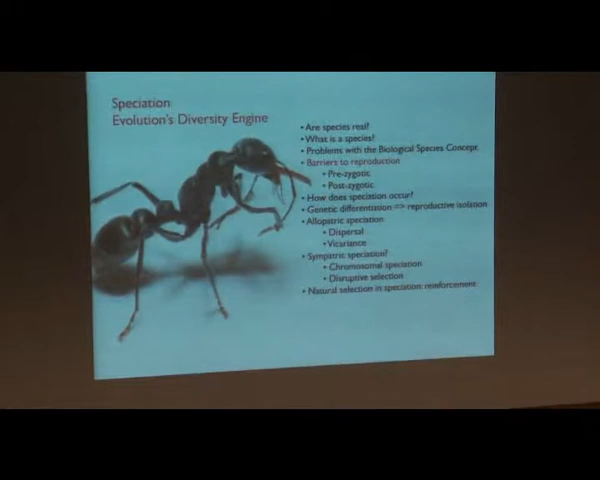 Speciation
Evolution's Diversity Engine
• Are species real?
• What is a species?
• Problems with the Biological Species Concept
• Barriers to reproduction
• Pre-zygotic
• Post-zygotic
• How does speciation occur?
• Genetic differentiation => reproductive isolation
• Allopatric speciation
• Dispersal
• Vicariance
• Sympatric speciation?
• Chromosomal speciation
• Disruptive selection
• Natural selection in speciation: reinforcement